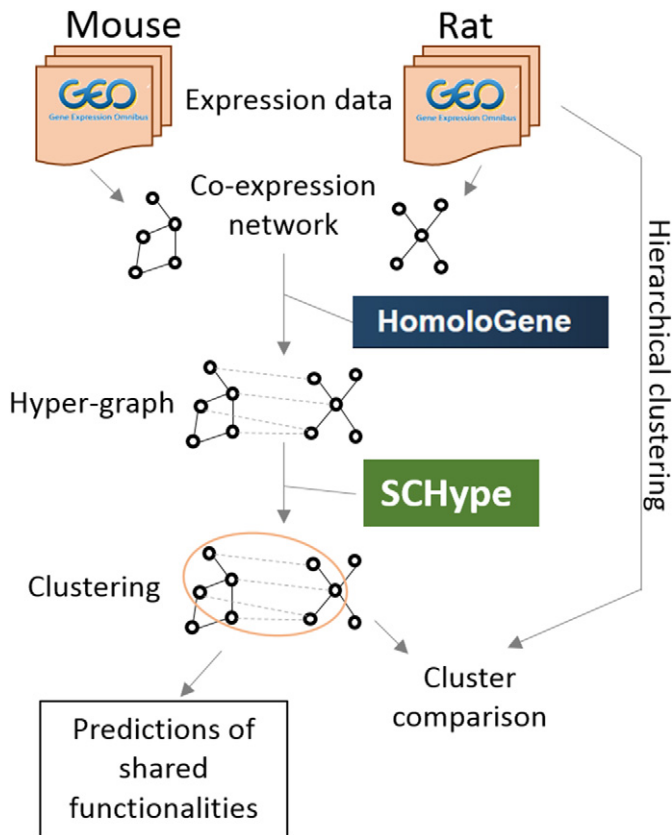 Mouse
Rat
GEO
Gene Expression Omnibus
Expression data
GEO
Gene Expression Omnibus
Co-expression
network
Hierarchical clustering
HomoloGene
Hyper-graph
SCHype
Clustering
Cluster
comparison
Predictions of
shared
functionalities